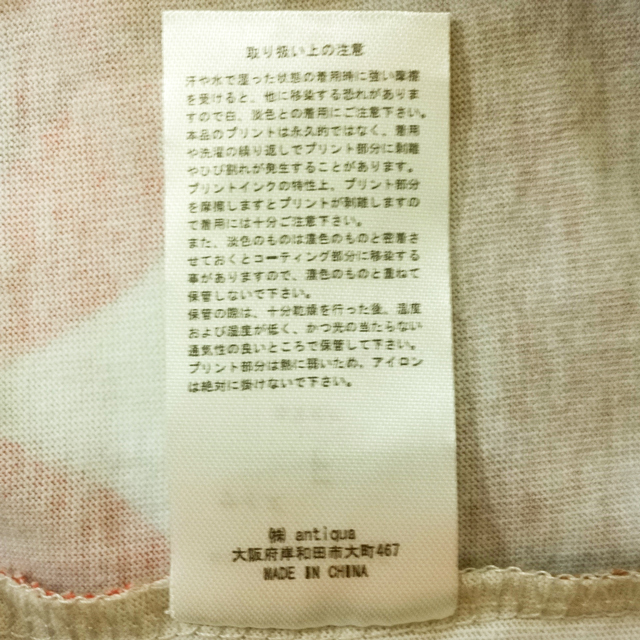 取り扱い上の注意
汗や水で湿った状態の着用時に強い摩擦
を受けると、他に移染する恐れがありま
すので白、淡色との着用にご注意下さい。
本品のプリントは永久的ではなく、着用
や洗濯の繰り返しでプリント部分に剥離
やひび割れが発生することがあります。
プリントインクの特性上、プリント部分
を摩擦しますとプリントが剥離しますの
で着用には十分ご注意下さい。
また、淡色のものは濃色のものと密着さ
せておくとコーティング部分に移染する
事がありますので、濃色のものと重ねて
保管しないで下さい。
保管の際は、十分乾燥を行った後、温度
および湿度が低く、かつ光の当たらない
通気性の良いところで保管して下さい。
プリント部分は熱に弱いため、アイロン
は絶対に掛けないで下さい。
㈱ antiqua
大阪府岸和田市大町467
MADE IN CHINA